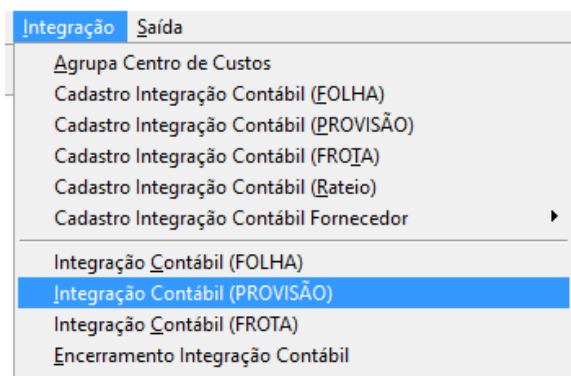 Integração Saída
Agrupa Centro de Custos
Cadastro Integração Contábil (FOLHA)
Cadastro Integração Contábil (PROVISÃO)
Cadastro Integração Contábil (FROTA)
Cadastro Integração Contábil (Rateio)
Cadastro Integração Contábil Fornecedor
Integração Contábil (FOLHA)
Integração Contábil (PROVISÃO)
Integração Contábil (FROTA)
Encerramento Integração Contábil